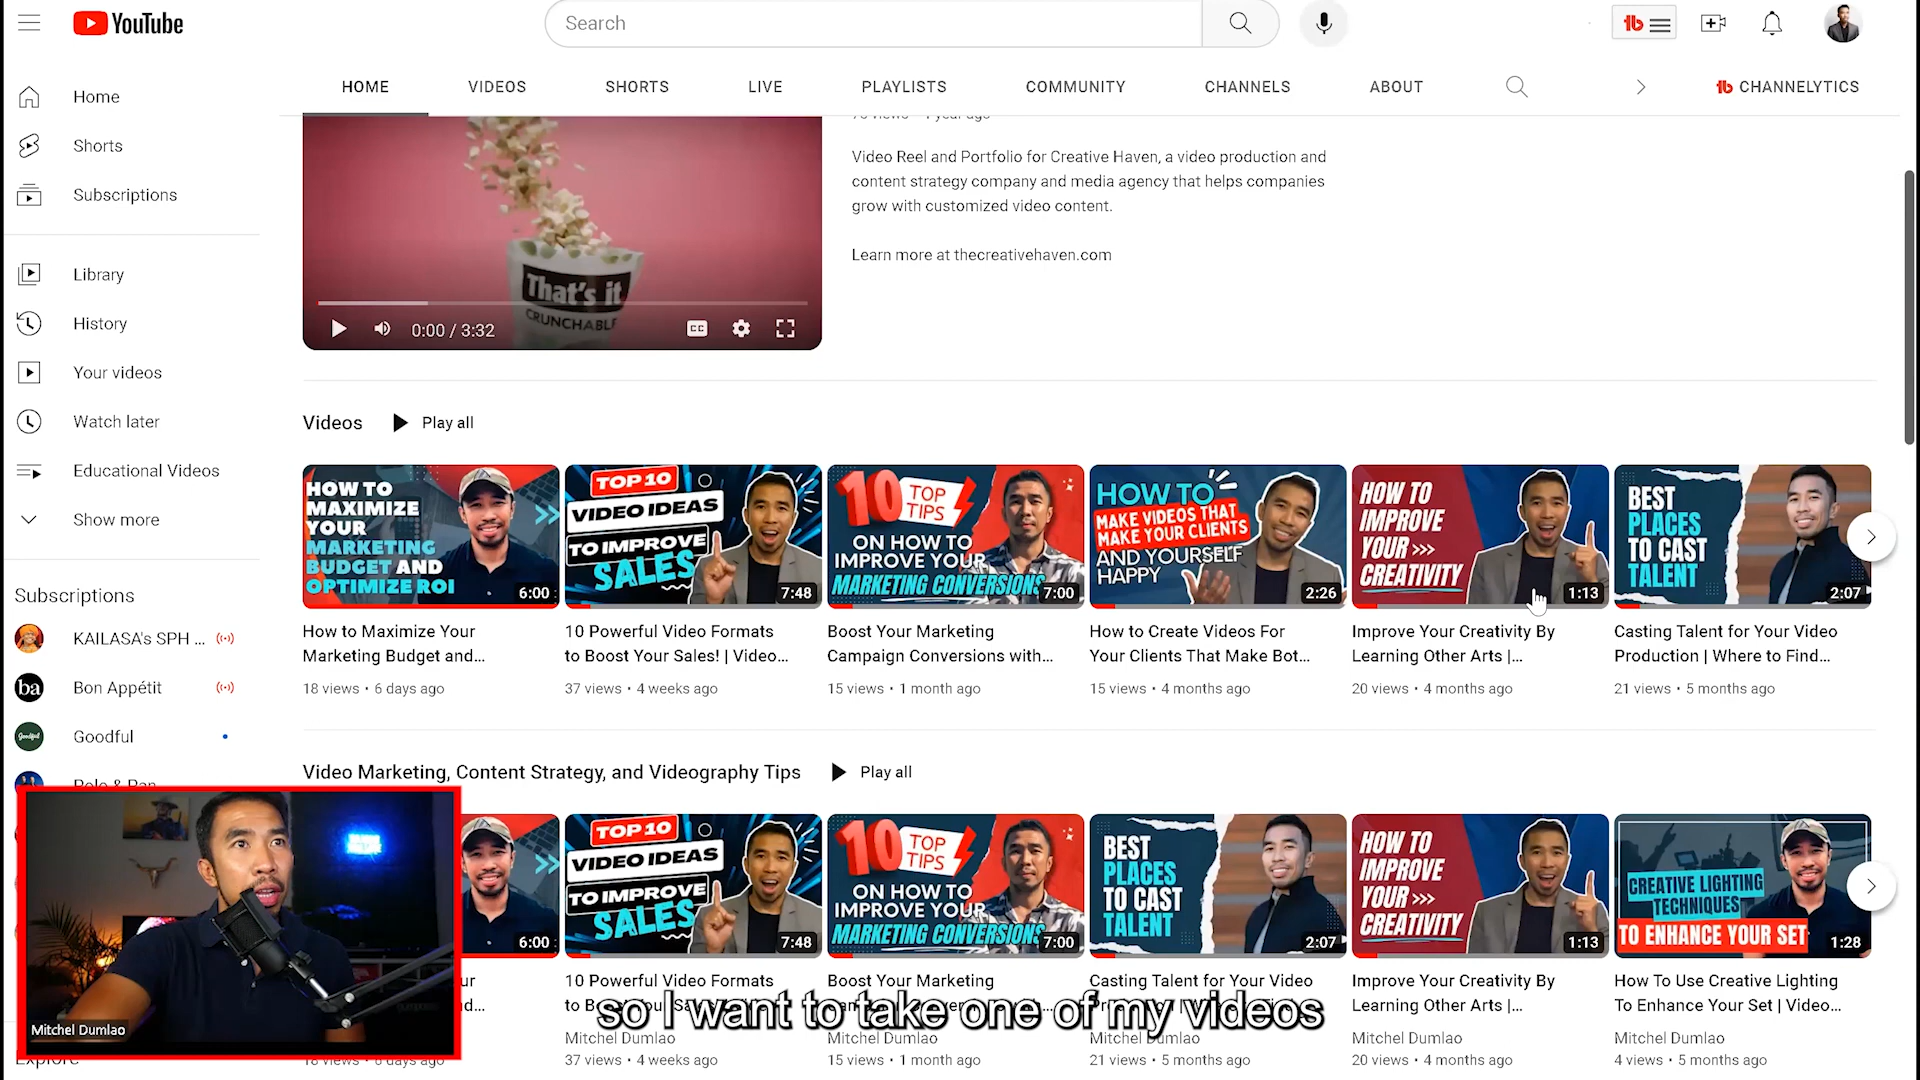 YouTube
Search
tb
HOME
VIDEOS
SHORTS
LIVE
PLAYLISTS
COMMUNITY
CHANNELS
ABOUT
tb CHANNELYTICS
Home
Shorts
Subscriptions
Library
History
Your videos
Watch later
Educational Videos
Show more
Subscriptions
KAILASA's SPH ...
ba
Bon Appétit
Goodful
Goodful
That's it
CRUNCHABLE
0:00 / 3:32
CC
Video Reel and Portfolio for Creative Haven, a video production and
content strategy company and media agency that helps companies
grow with customized video content.
Learn more at thecreativehaven.com
Videos
Play all
HOW TO
MAXIMIZE
YOUR
MARKETING
BUDGET AND
OPTIMIZE ROI
6:00
How to Maximize Your
Marketing Budget and...
18 views • 6 days ago
TOP 10
VIDEO IDEAS
TO IMPROVE
SALES
7:48
10 Powerful Video Formats
to Boost Your Sales! | Video...
37 views • 4 weeks ago
10 TOP
TIPS
ON HOW TO
IMPROVE YOUR
MARKETING CONVERSIONS
7:00
Boost Your Marketing
Campaign Conversions with...
15 views • 1 month ago
HOW TO
MAKE VIDEOS THAT
MAKE YOUR CLIENTS
AND YOURSELF
HAPPY
2:26
How to Create Videos For
Your Clients That Make Bot...
15 views • 4 months ago
HOW TO
IMPROVE
YOUR >>>
CREATIVITY
1:13
Improve Your Creativity By
Learning Other Arts |...
20 views • 4 months ago
BEST
PLACES
TO CAST
TALENT
2:07
Casting Talent for Your Video
Production | Where to Find...
21 views • 5 months ago
Video Marketing, Content Strategy, and Videography Tips
Play all
6:00
TOP 10
VIDEO IDEAS
TO IMPROVE
SALES
7:48
10 Powerful Video Formats
Mitchel Dumlao
37 views • 4 weeks ago
10 TOP
TIPS
ON HOW TO
IMPROVE YOUR
MARKETING CONVERSIONS
7:00
Boost Your Marketing
Mitchel Dumlao
15 views • 1 month ago
BEST
PLACES
TO CAST
TALENT
2:07
Casting Talent for Your Video
Mitchel Dumlao
21 views • 5 months ago
HOW TO
IMPROVE
YOUR >>>
CREATIVITY
1:13
Improve Your Creativity By
Learning Other Arts |...
Mitchel Dumlao
20 views • 4 months ago
CREATIVE LIGHTING
TECHNIQUES
TO ENHANCE YOUR SET
1:28
How To Use Creative Lighting
To Enhance Your Set | Video...
Mitchel Dumlao
4 views • 5 months ago
so I want to take one of my videos
Mitchel Dumlao